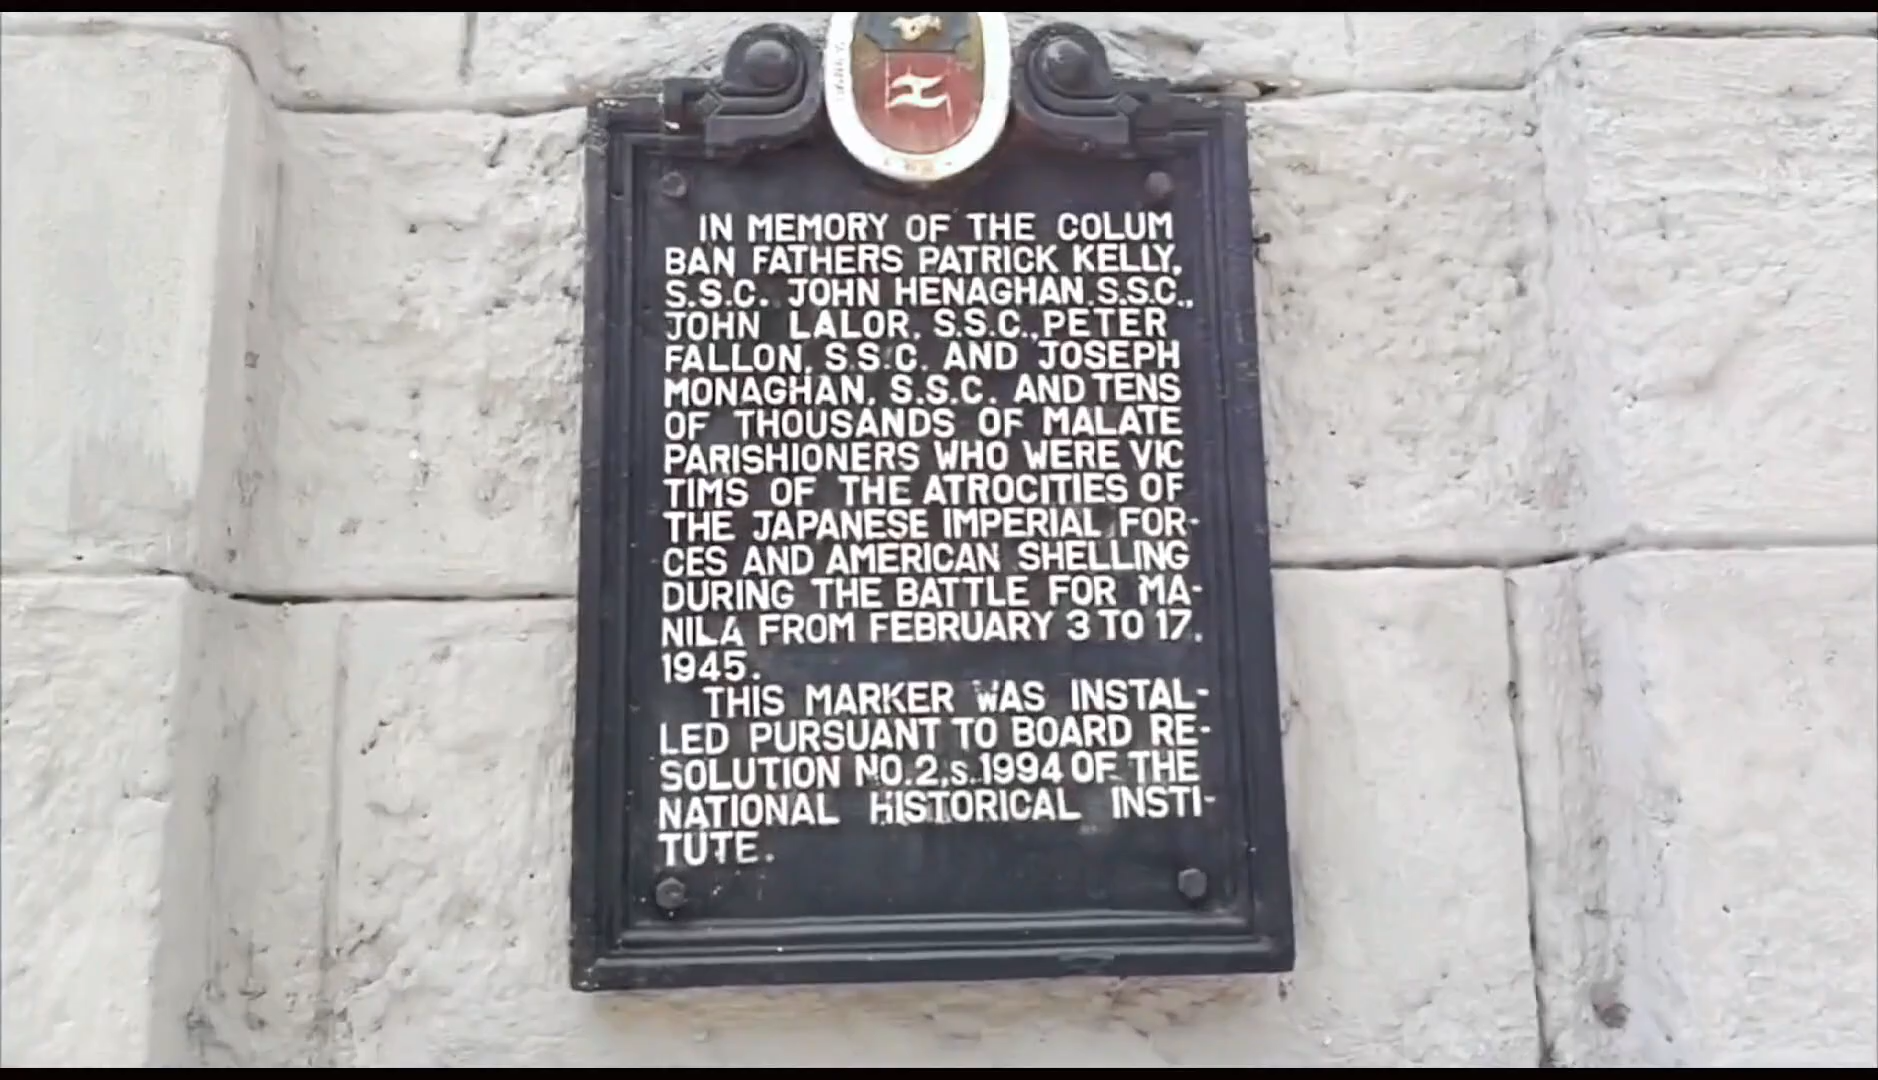 IN MEMORY OF THE COLUM
BAN FATHERS PATRICK KELLY,
S.S.C. JOHN HENAGHAN.S.S.C.,
JOHN LALOR, S.S.C.,PETER
FALLON, S.S.C. AND JOSEPH
MONAGHAN, S.S.C. AND TENS
OF THOUSANDS OF MALATE
PARISHIONERS WHO WERE VIC
TIMS OF THE ATROCITIES OF
THE JAPANESE IMPERIAL FOR-
CES AND AMERICAN SHELLING
DURING THE BATTLE FOR MA-
NILA FROM FEBRUARY 3 TO 17,
1945.
THIS MARKER WAS INSTAL-
LED PURSUANT TO BOARD RE-
SOLUTION NO.2,s.1994 OF THE
NATIONAL HISTORICAL INSTI-
TUTE.